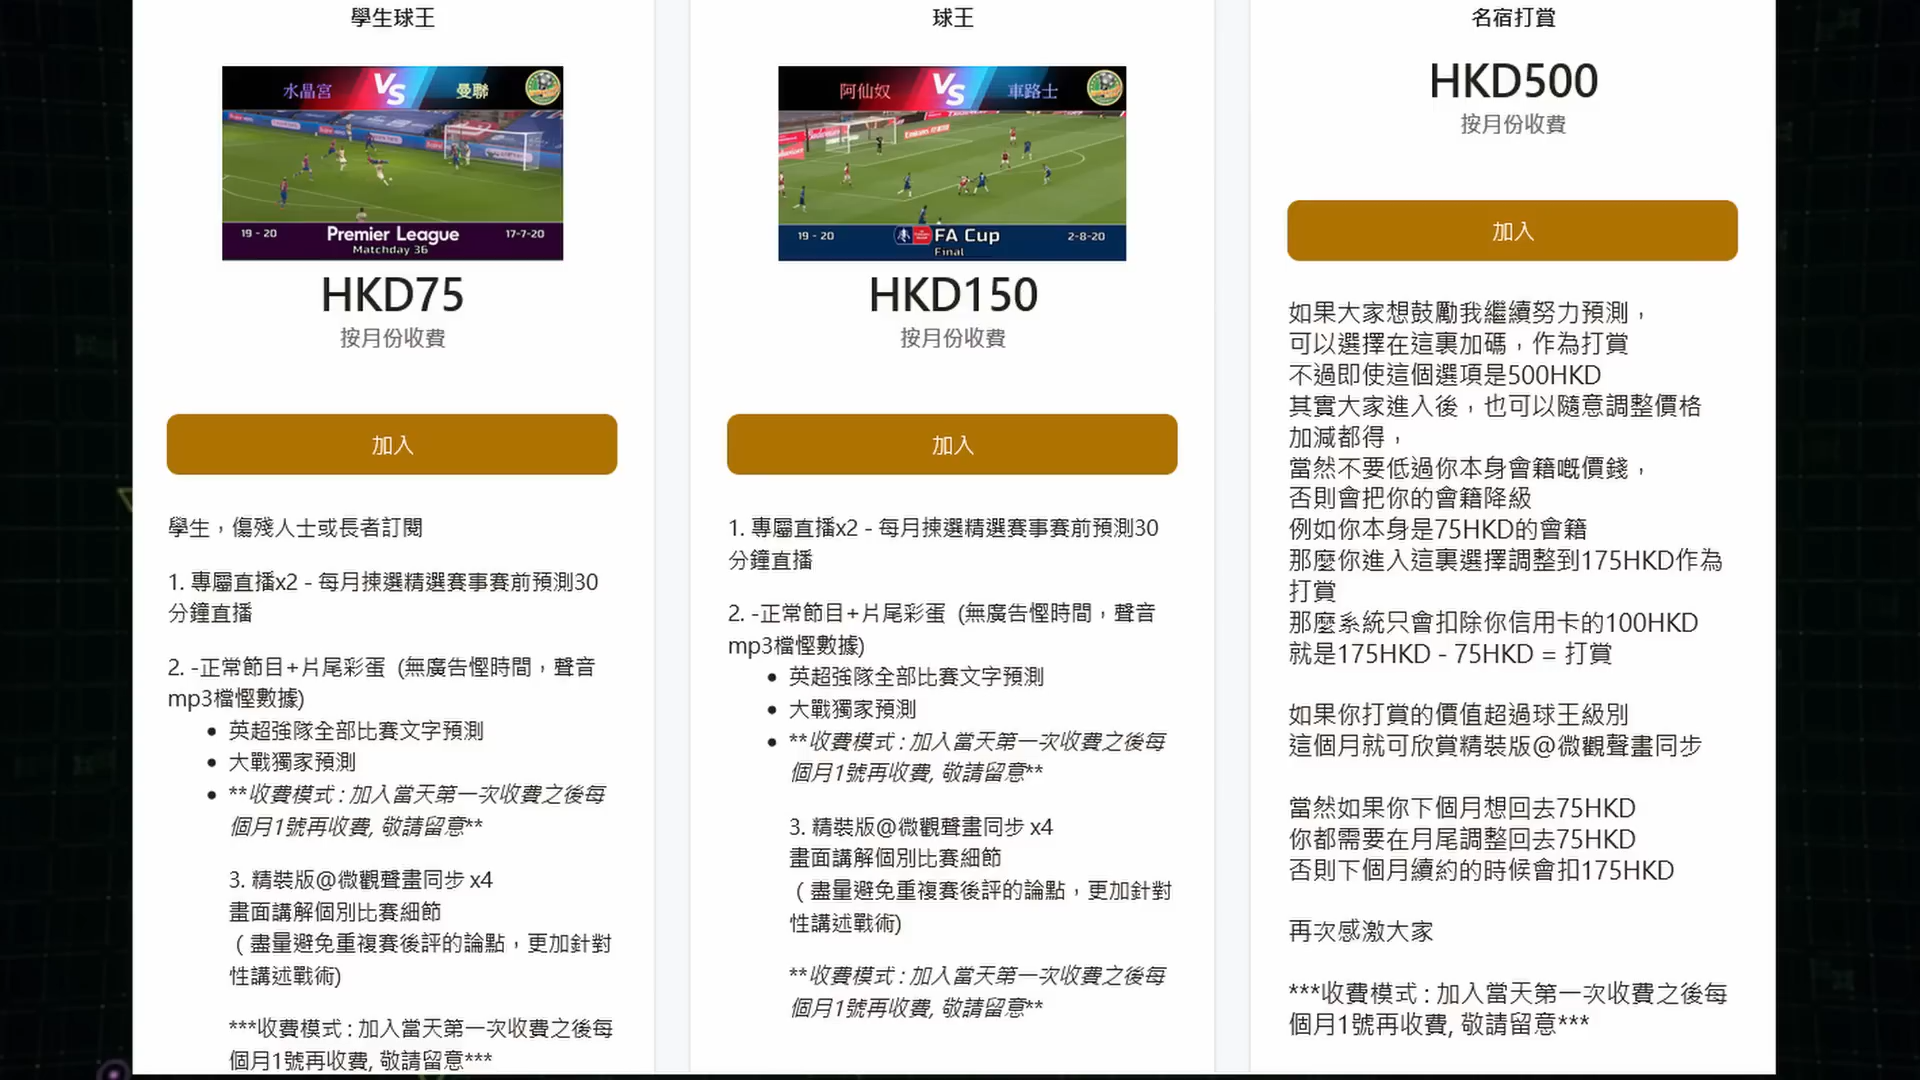 學生球王
水晶宮 VS 曼聯
19 - 20 Premier League 17-7-20
Matchday 36
HKD75
按月份收費
加入
學生，傷殘人士或長者訂閱
1. 專屬直播x2 - 每月揀選精選賽事賽前預測30
分鐘直播
2. -正常節目+片尾彩蛋 (無廣告慳時間，聲音
mp3檔慳數據)
英超強隊全部比賽文字預測
大戰獨家預測
**收費模式 : 加入當天第一次收費之後每
個月1號再收費, 敬請留意**
3. 精裝版@微觀聲畫同步 x4
畫面講解個別比賽細節
（盡量避免重複賽後評的論點，更加針對
性講述戰術)
***收費模式 : 加入當天第一次收費之後每
個月1號再收費, 敬請留意***
球王
阿仙奴 VS 車路士
19 - 20 FA Cup 2-8-20
Final
HKD150
按月份收費
加入
1. 專屬直播x2 - 每月揀選精選賽事賽前預測30
分鐘直播
2. -正常節目+片尾彩蛋 (無廣告慳時間，聲音
mp3檔慳數據)
英超強隊全部比賽文字預測
大戰獨家預測
**收費模式 : 加入當天第一次收費之後每
個月1號再收費, 敬請留意**
3. 精裝版@微觀聲畫同步 x4
畫面講解個別比賽細節
（盡量避免重複賽後評的論點，更加針對
性講述戰術)
**收費模式 : 加入當天第一次收費之後每
個月1號再收費, 敬請留意**
名宿打賞
HKD500
按月份收費
加入
如果大家想鼓勵我繼續努力預測，
可以選擇在這裏加碼，作為打賞
不過即使這個選項是500HKD
其實大家進入後，也可以隨意調整價格
加減都得，
當然不要低過你本身會籍嘅價錢，
否則會把你的會籍降級
例如你本身是75HKD的會籍
那麼你進入這裏選擇調整到175HKD作為
打賞
那麼系統只會扣除你信用卡的100HKD
就是175HKD - 75HKD = 打賞
如果你打賞的價值超過球王級別
這個月就可欣賞精裝版@微觀聲畫同步
當然如果你下個月想回去75HKD
你都需要在月尾調整回去75HKD
否則下個月續約的時候會扣175HKD
再次感激大家
***收費模式 : 加入當天第一次收費之後每
個月1號再收費, 敬請留意***